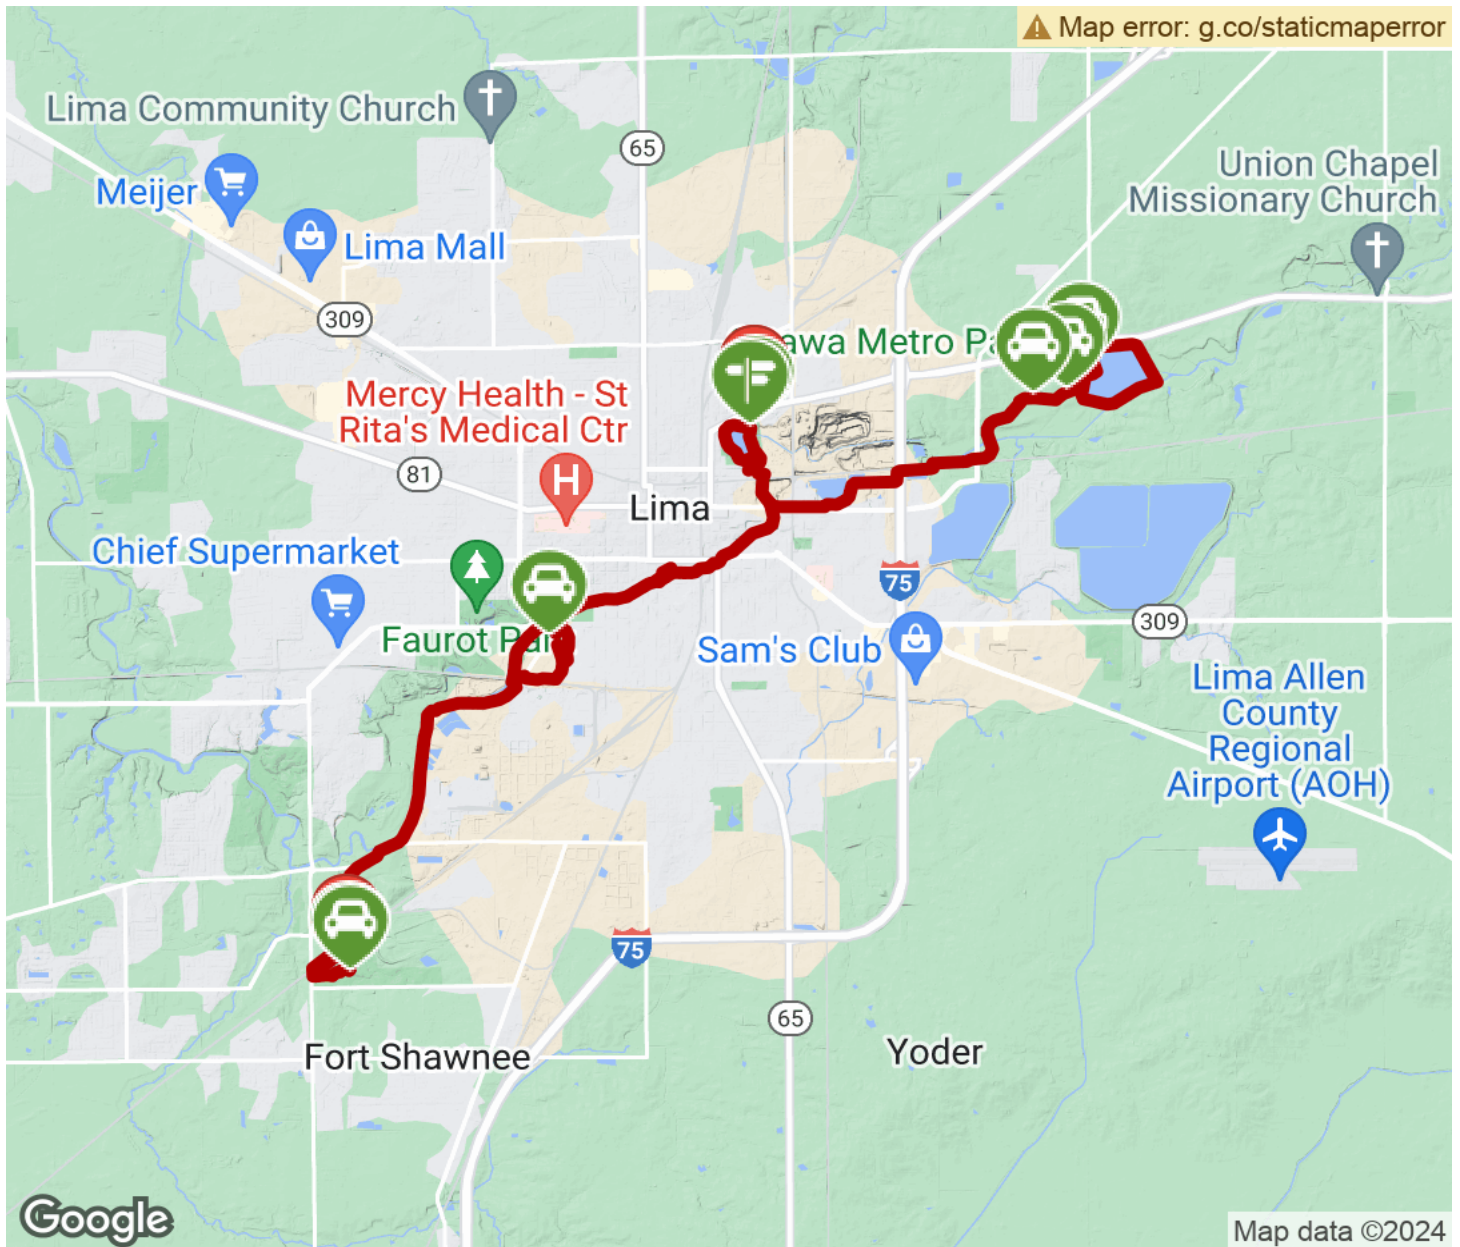 Map error: g.co/staticmaperror
Lima Community Church
65
Union Chapel
Missionary Church
Meijer
Lima Mall
309
awa Metro Pa
Mercy Health - St
Rita's Medical Ctr
81
H
Lima
Chief Supermarket
75
309
Faurot Par
Sam's Club
Lima Allen
County
Regional
Airport (AOH)
75
65
Fort Shawnee
Yoder
Google
Map data ©2024